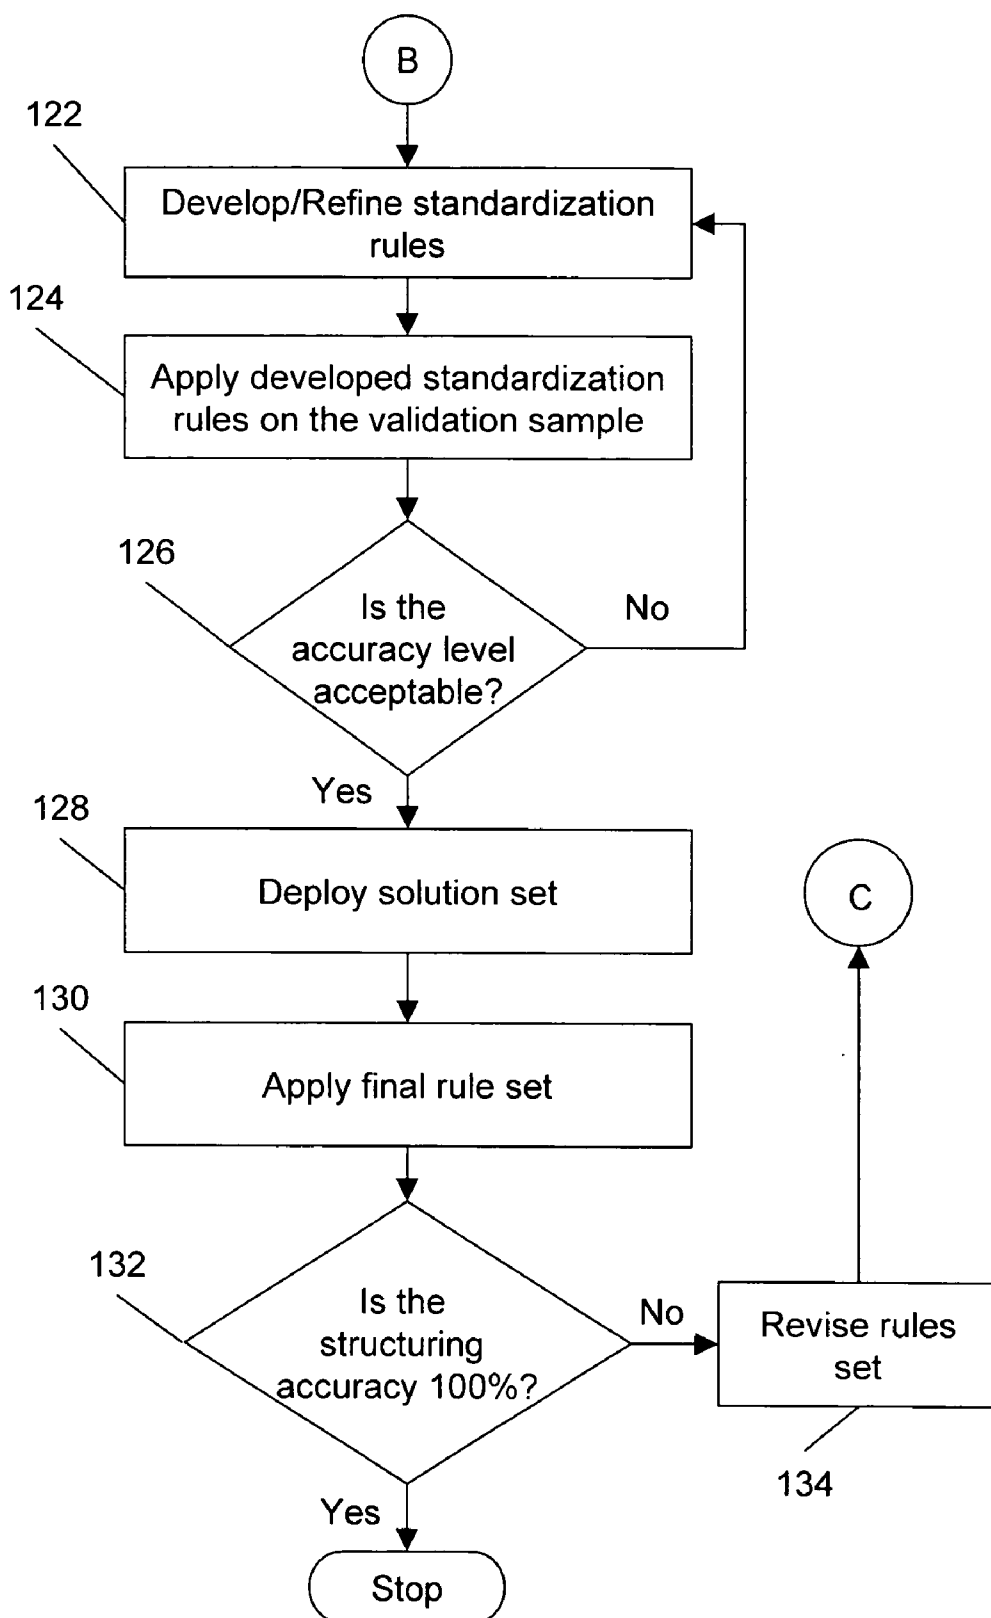 B
122
Develop/Refine standardization
rules
124
Apply developed standardization
rules on the validation sample
126
Is the
accuracy level
acceptable?
No
Yes
128
Deploy solution set
C
130
Apply final rule set
132
Is the
structuring
accuracy 100%?
No
Revise rules
set
134
Yes
Stop